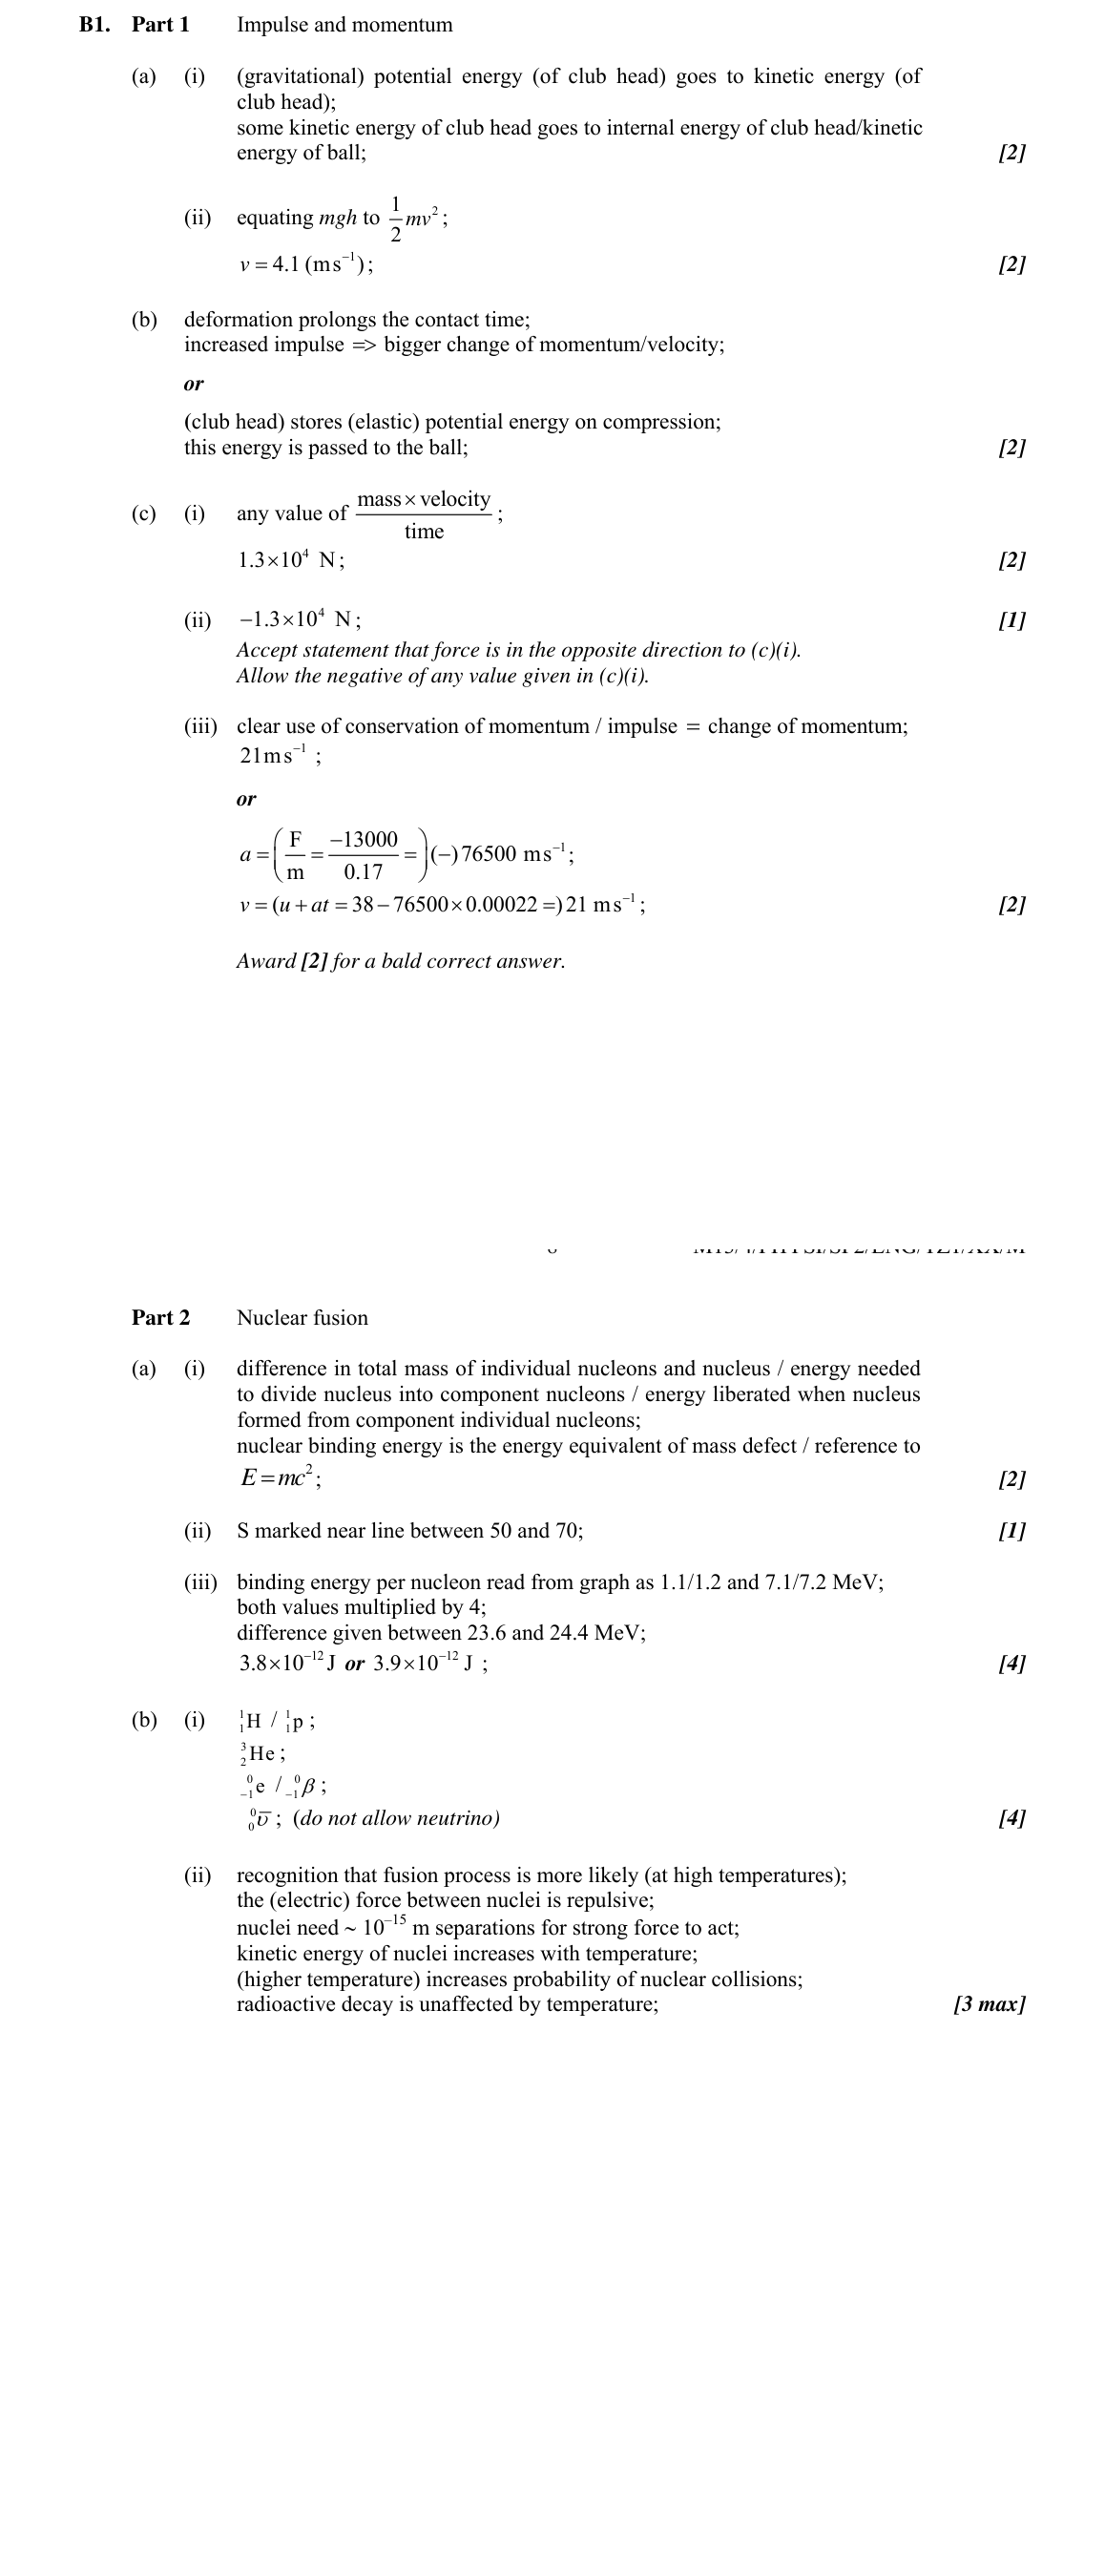 B1. Part 1 Impulse and momentum
(a) (i) (gravitational) potential energy (of club head) goes to kinetic energy (of
club head);
some kinetic energy of club head goes to internal energy of club head/kinetic
energy of ball; [2]
(ii) equating mgh to 1/2 mv²;
v = 4.1 (m s⁻¹); [2]
(b) deformation prolongs the contact time;
increased impulse => bigger change of momentum/velocity;
or
(club head) stores (elastic) potential energy on compression;
this energy is passed to the ball; [2]
(c) (i) any value of mass × velocity / time ;
1.3×10⁴ N; [2]
(ii) −1.3×10⁴ N; [1]
Accept statement that force is in the opposite direction to (c)(i).
Allow the negative of any value given in (c)(i).
(iii) clear use of conservation of momentum / impulse = change of momentum;
21 m s⁻¹ ;
or
a = (F/m = −13000/0.17 =) (−) 76500 m s⁻¹;
v = (u + at = 38 − 76500 × 0.00022 =) 21 m s⁻¹ ; [2]
Award [2] for a bald correct answer.
Part 2 Nuclear fusion
(a) (i) difference in total mass of individual nucleons and nucleus / energy needed
to divide nucleus into component nucleons / energy liberated when nucleus
formed from component individual nucleons;
nuclear binding energy is the energy equivalent of mass defect / reference to
E = mc²; [2]
(ii) S marked near line between 50 and 70; [1]
(iii) binding energy per nucleon read from graph as 1.1/1.2 and 7.1/7.2 MeV;
both values multiplied by 4;
difference given between 23.6 and 24.4 MeV;
3.8×10⁻¹² J or 3.9×10⁻¹² J ; [4]
(b) (i) ¹₁H / ¹₁p ;
³₂He ;
⁰₋₁e / ⁰₋₁β ;
⁰₀ῡ ; (do not allow neutrino) [4]
(ii) recognition that fusion process is more likely (at high temperatures);
the (electric) force between nuclei is repulsive;
nuclei need ~ 10⁻¹⁵ m separations for strong force to act;
kinetic energy of nuclei increases with temperature;
(higher temperature) increases probability of nuclear collisions;
radioactive decay is unaffected by temperature; [3 max]